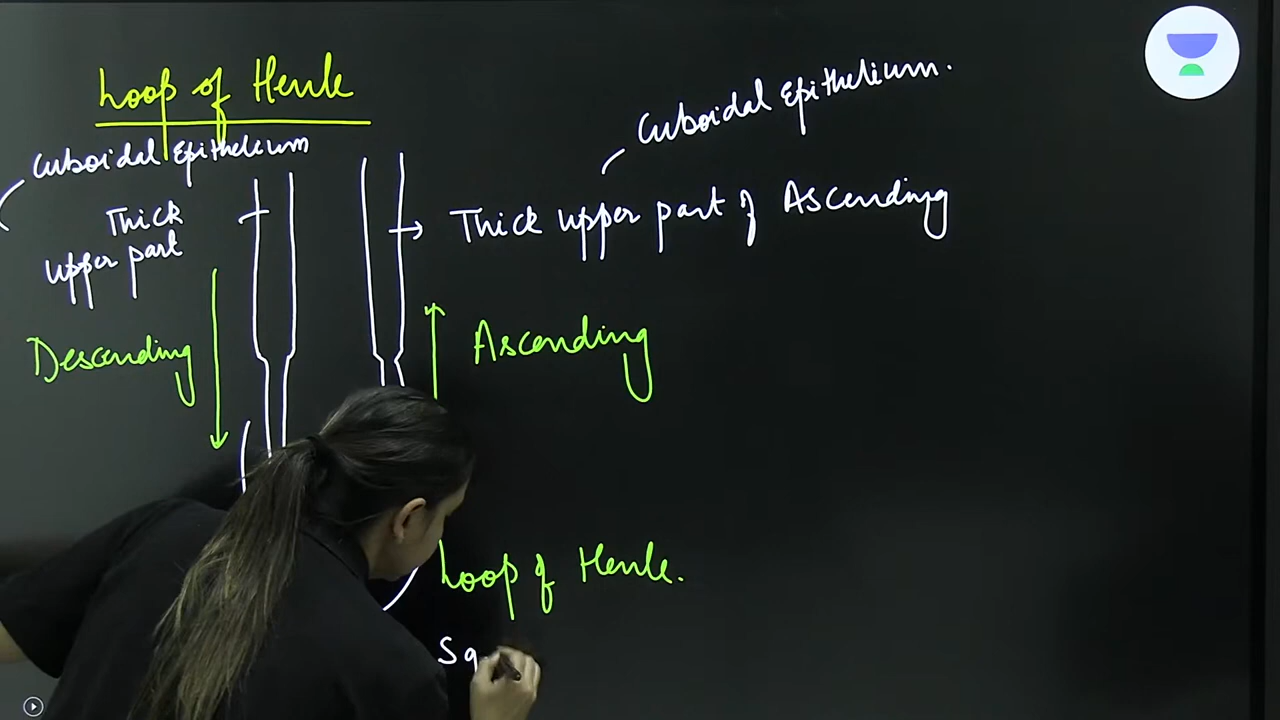 Loop of Henle
Cuboidal Epithelium.
Cuboidal Epithelium
Thick
upper part
Thick upper part of Ascending
Descending
Ascending
Loop of Henle.
Sq